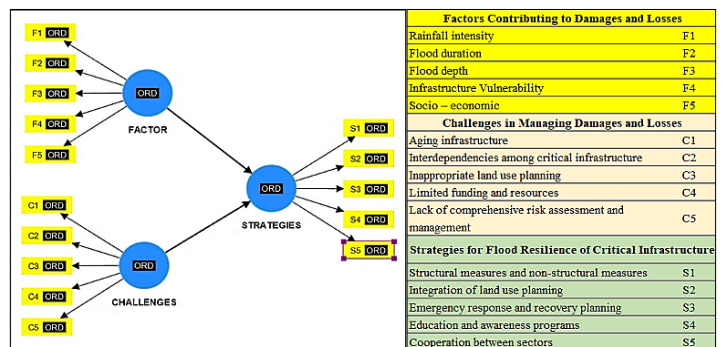 F1 ORD
F2 ORD
F3 ORD
F4 ORD
F5 ORD
ORD
FACTOR
C1 ORD
C2 ORD
C3 ORD
C4 ORD
C5 ORD
ORD
CHALLENGES
ORD
STRATEGIES
S1 ORD
S2 ORD
S3 ORD
S4 ORD
S5 ORD
Factors Contributing to Damages and Losses
Rainfall intensity F1
Flood duration F2
Flood depth F3
Infrastructure Vulnerability F4
Socio – economic F5
Challenges in Managing Damages and Losses
Aging infrastructure C1
Interdependencies among critical infrastructure C2
Inappropriate land use planning C3
Limited funding and resources C4
Lack of comprehensive risk assessment and
management C5
Strategies for Flood Resilience of Critical Infrastructure
Structural measures and non-structural measures S1
Integration of land use planning S2
Emergency response and recovery planning S3
Education and awareness programs S4
Cooperation between sectors S5